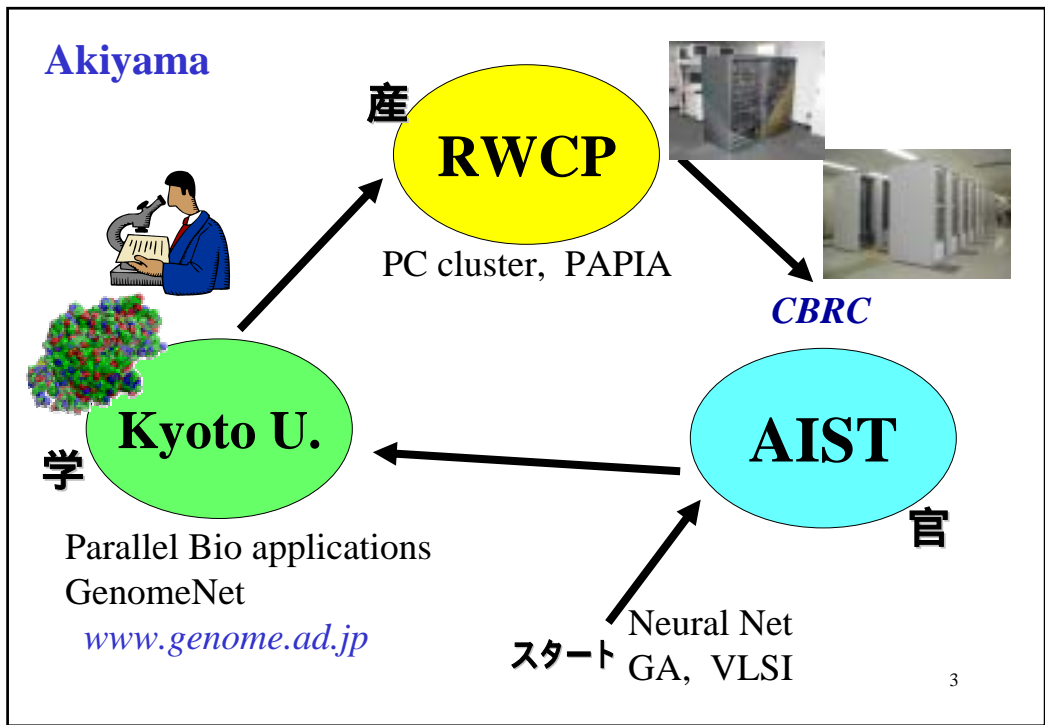 Akiyama
産
RWCP
PC cluster, PAPIA
CBRC
Kyoto U.
学
AIST
官
Parallel Bio applications
GenomeNet
www.genome.ad.jp
スタート
Neural Net
GA, VLSI
3